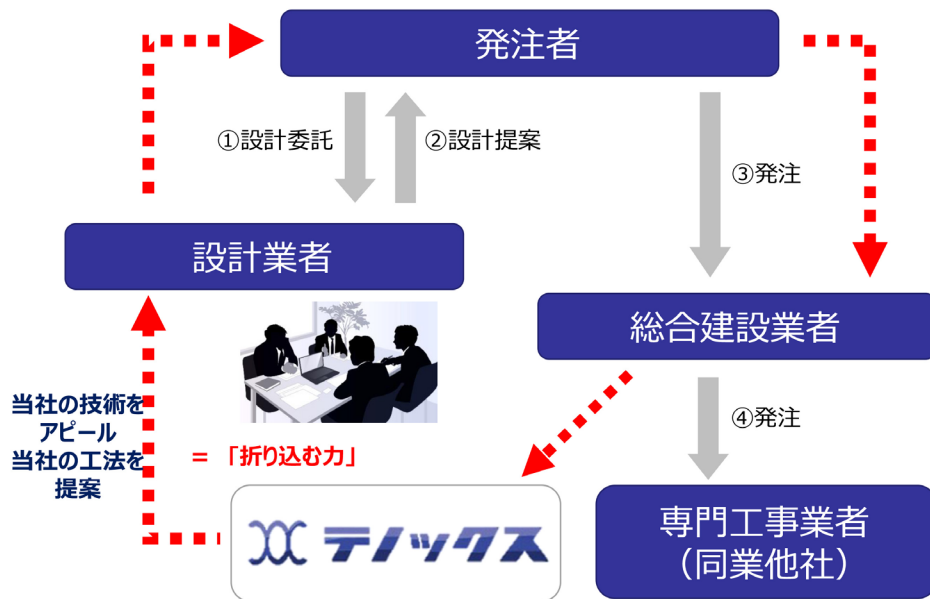 発注者
①設計委託
②設計提案
③発注
設計業者
総合建設業者
当社の技術を
アピール
当社の工法を
提案
= 「折り込む力」
④発注
テノックス
専門工事業者
（同業他社）